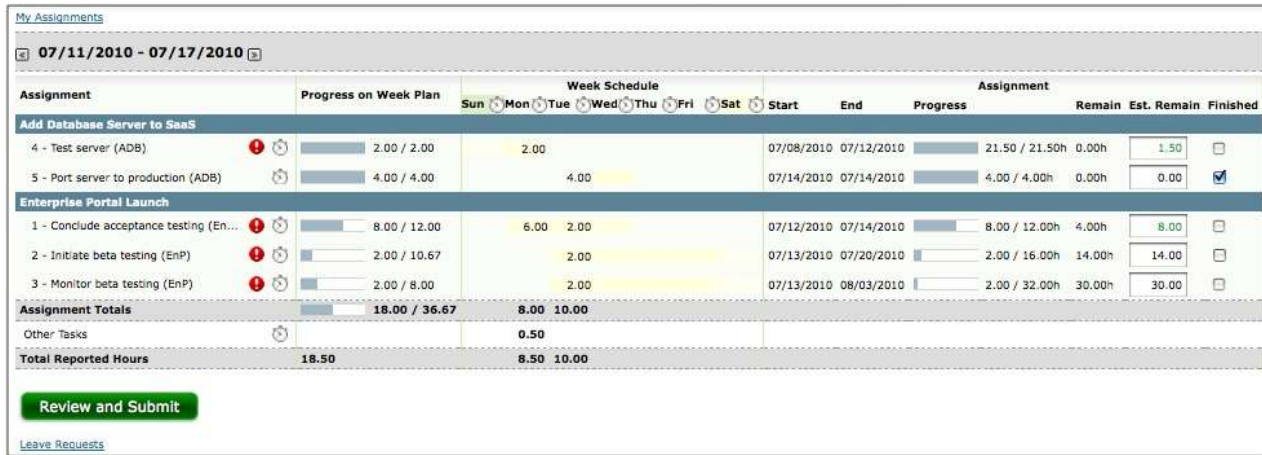 My Assignments
07/11/2010 - 07/17/2010
Assignment Progress on Week Plan Week Schedule Assignment
Sun Mon Tue Wed Thu Fri Sat Start End Progress Remain Est. Remain Finished
Add Database Server to SaaS
4 - Test server (ADB) 2.00 / 2.00 2.00 07/08/2010 07/12/2010 21.50 / 21.50h 0.00h 1.50
5 - Port server to production (ADB) 4.00 / 4.00 4.00 07/14/2010 07/14/2010 4.00 / 4.00h 0.00h 0.00
Enterprise Portal Launch
1 - Conclude acceptance testing (En... 8.00 / 12.00 6.00 2.00 07/12/2010 07/14/2010 8.00 / 12.00h 4.00h 8.00
2 - Initiate beta testing (EnP) 2.00 / 10.67 2.00 07/13/2010 07/20/2010 2.00 / 16.00h 14.00h 14.00
3 - Monitor beta testing (EnP) 2.00 / 8.00 2.00 07/13/2010 08/03/2010 2.00 / 32.00h 30.00h 30.00
Assignment Totals 18.00 / 36.67 8.00 10.00
Other Tasks 0.50
Total Reported Hours 18.50 8.50 10.00
Review and Submit
Leave Requests